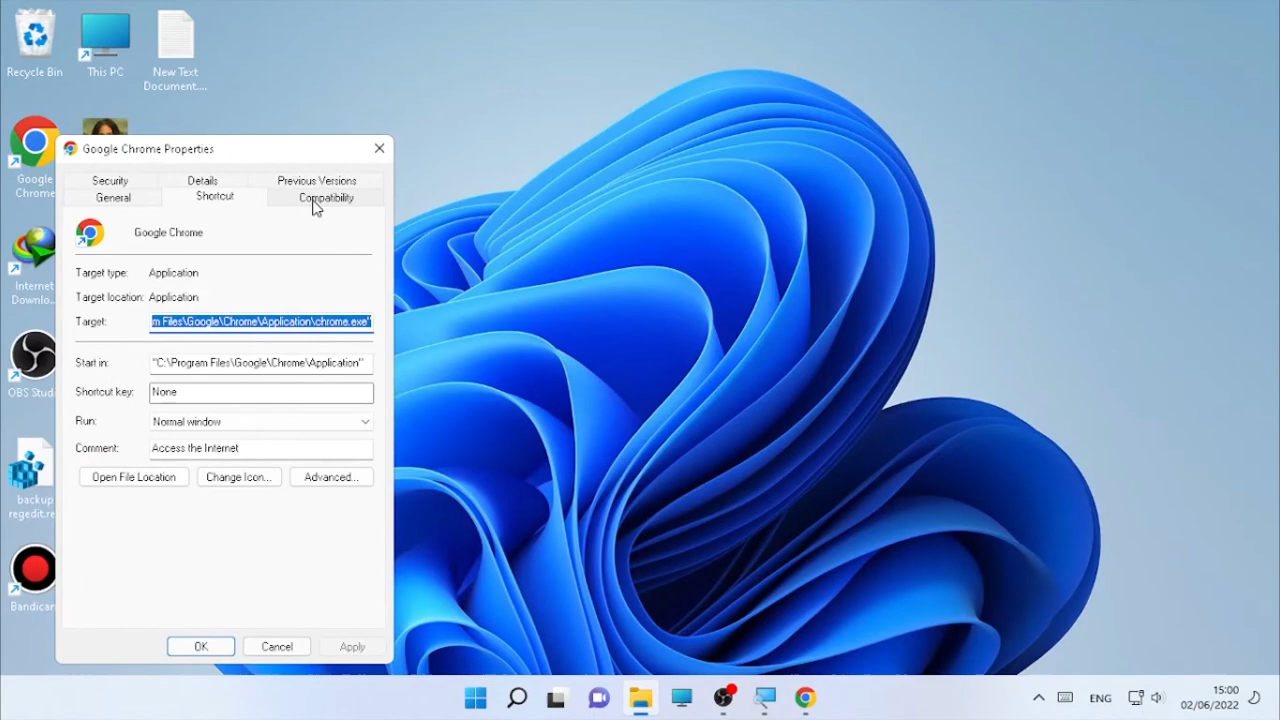 Recycle Bin
This PC
New Text
Document....
Google
Chrome
Internet
Downlo...
OBS Studi
backup
regedit.re
Bandicam
Google Chrome Properties
Security
Details
Previous Versions
General
Shortcut
Compatibility
Google Chrome
Target type:
Application
Target location:
Application
Target:
m Files\Google\Chrome\Application\chrome.exe"
Start in:
"C:\Program Files\Google\Chrome\Application"
Shortcut key:
None
Run:
Normal window
Comment:
Access the Internet
Open File Location
Change Icon...
Advanced...
OK
Cancel
Apply
ENG
15:00
02/06/2022